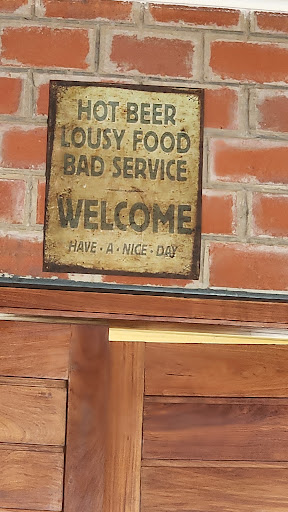 HOT BEER
LOUSY FOOD
BAD SERVICE
WELCOME
HAVE • A • NICE • DAY